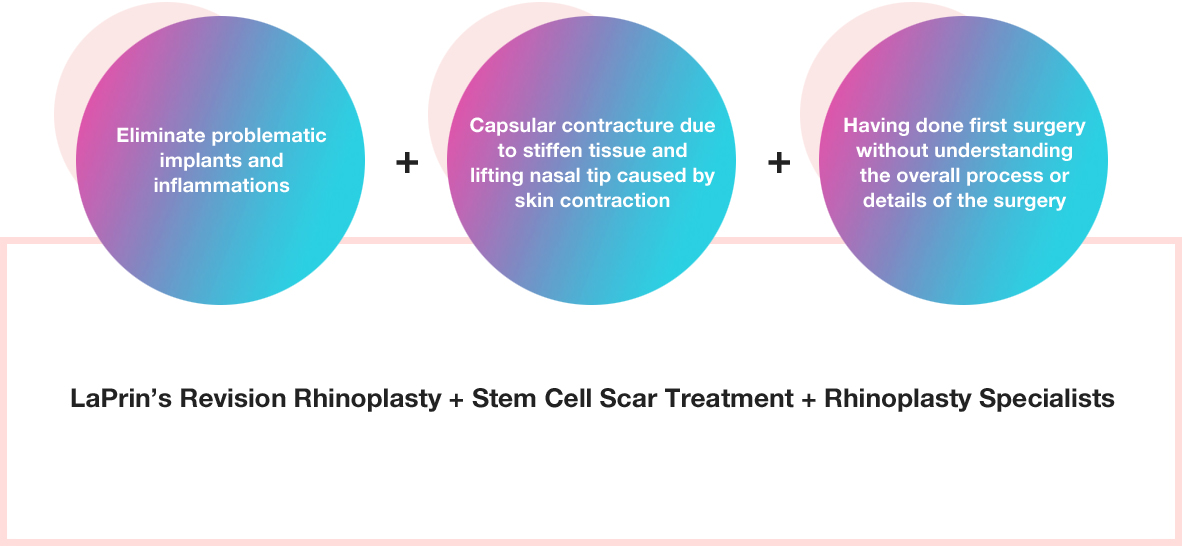 Eliminate problematic
implants and
inflammations
+
Capsular contracture due
to stiffen tissue and
lifting nasal tip caused by
skin contraction
+
Having done first surgery
without understanding
the overall process or
details of the surgery
LaPrin’s Revision Rhinoplasty + Stem Cell Scar Treatment + Rhinoplasty Specialists